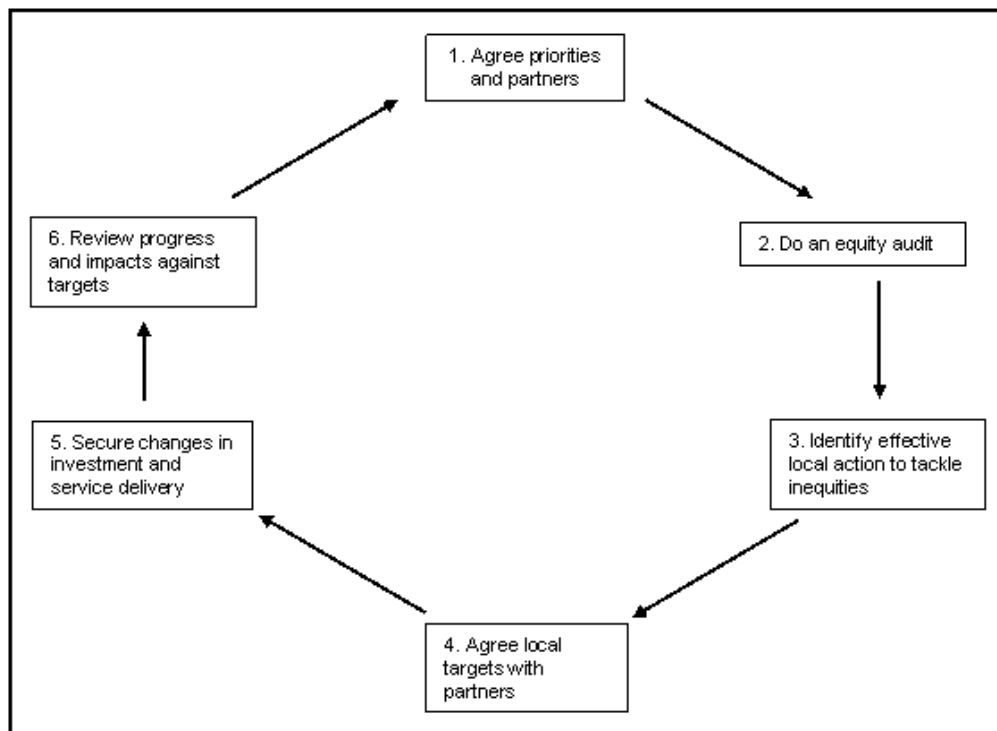 1. Agree priorities
and partners
2. Do an equity audit
3. Identify effective
local action to tackle
inequities
4. Agree local
targets with
partners
5. Secure changes in
investment and
service delivery
6. Review progress
and impacts against
targets